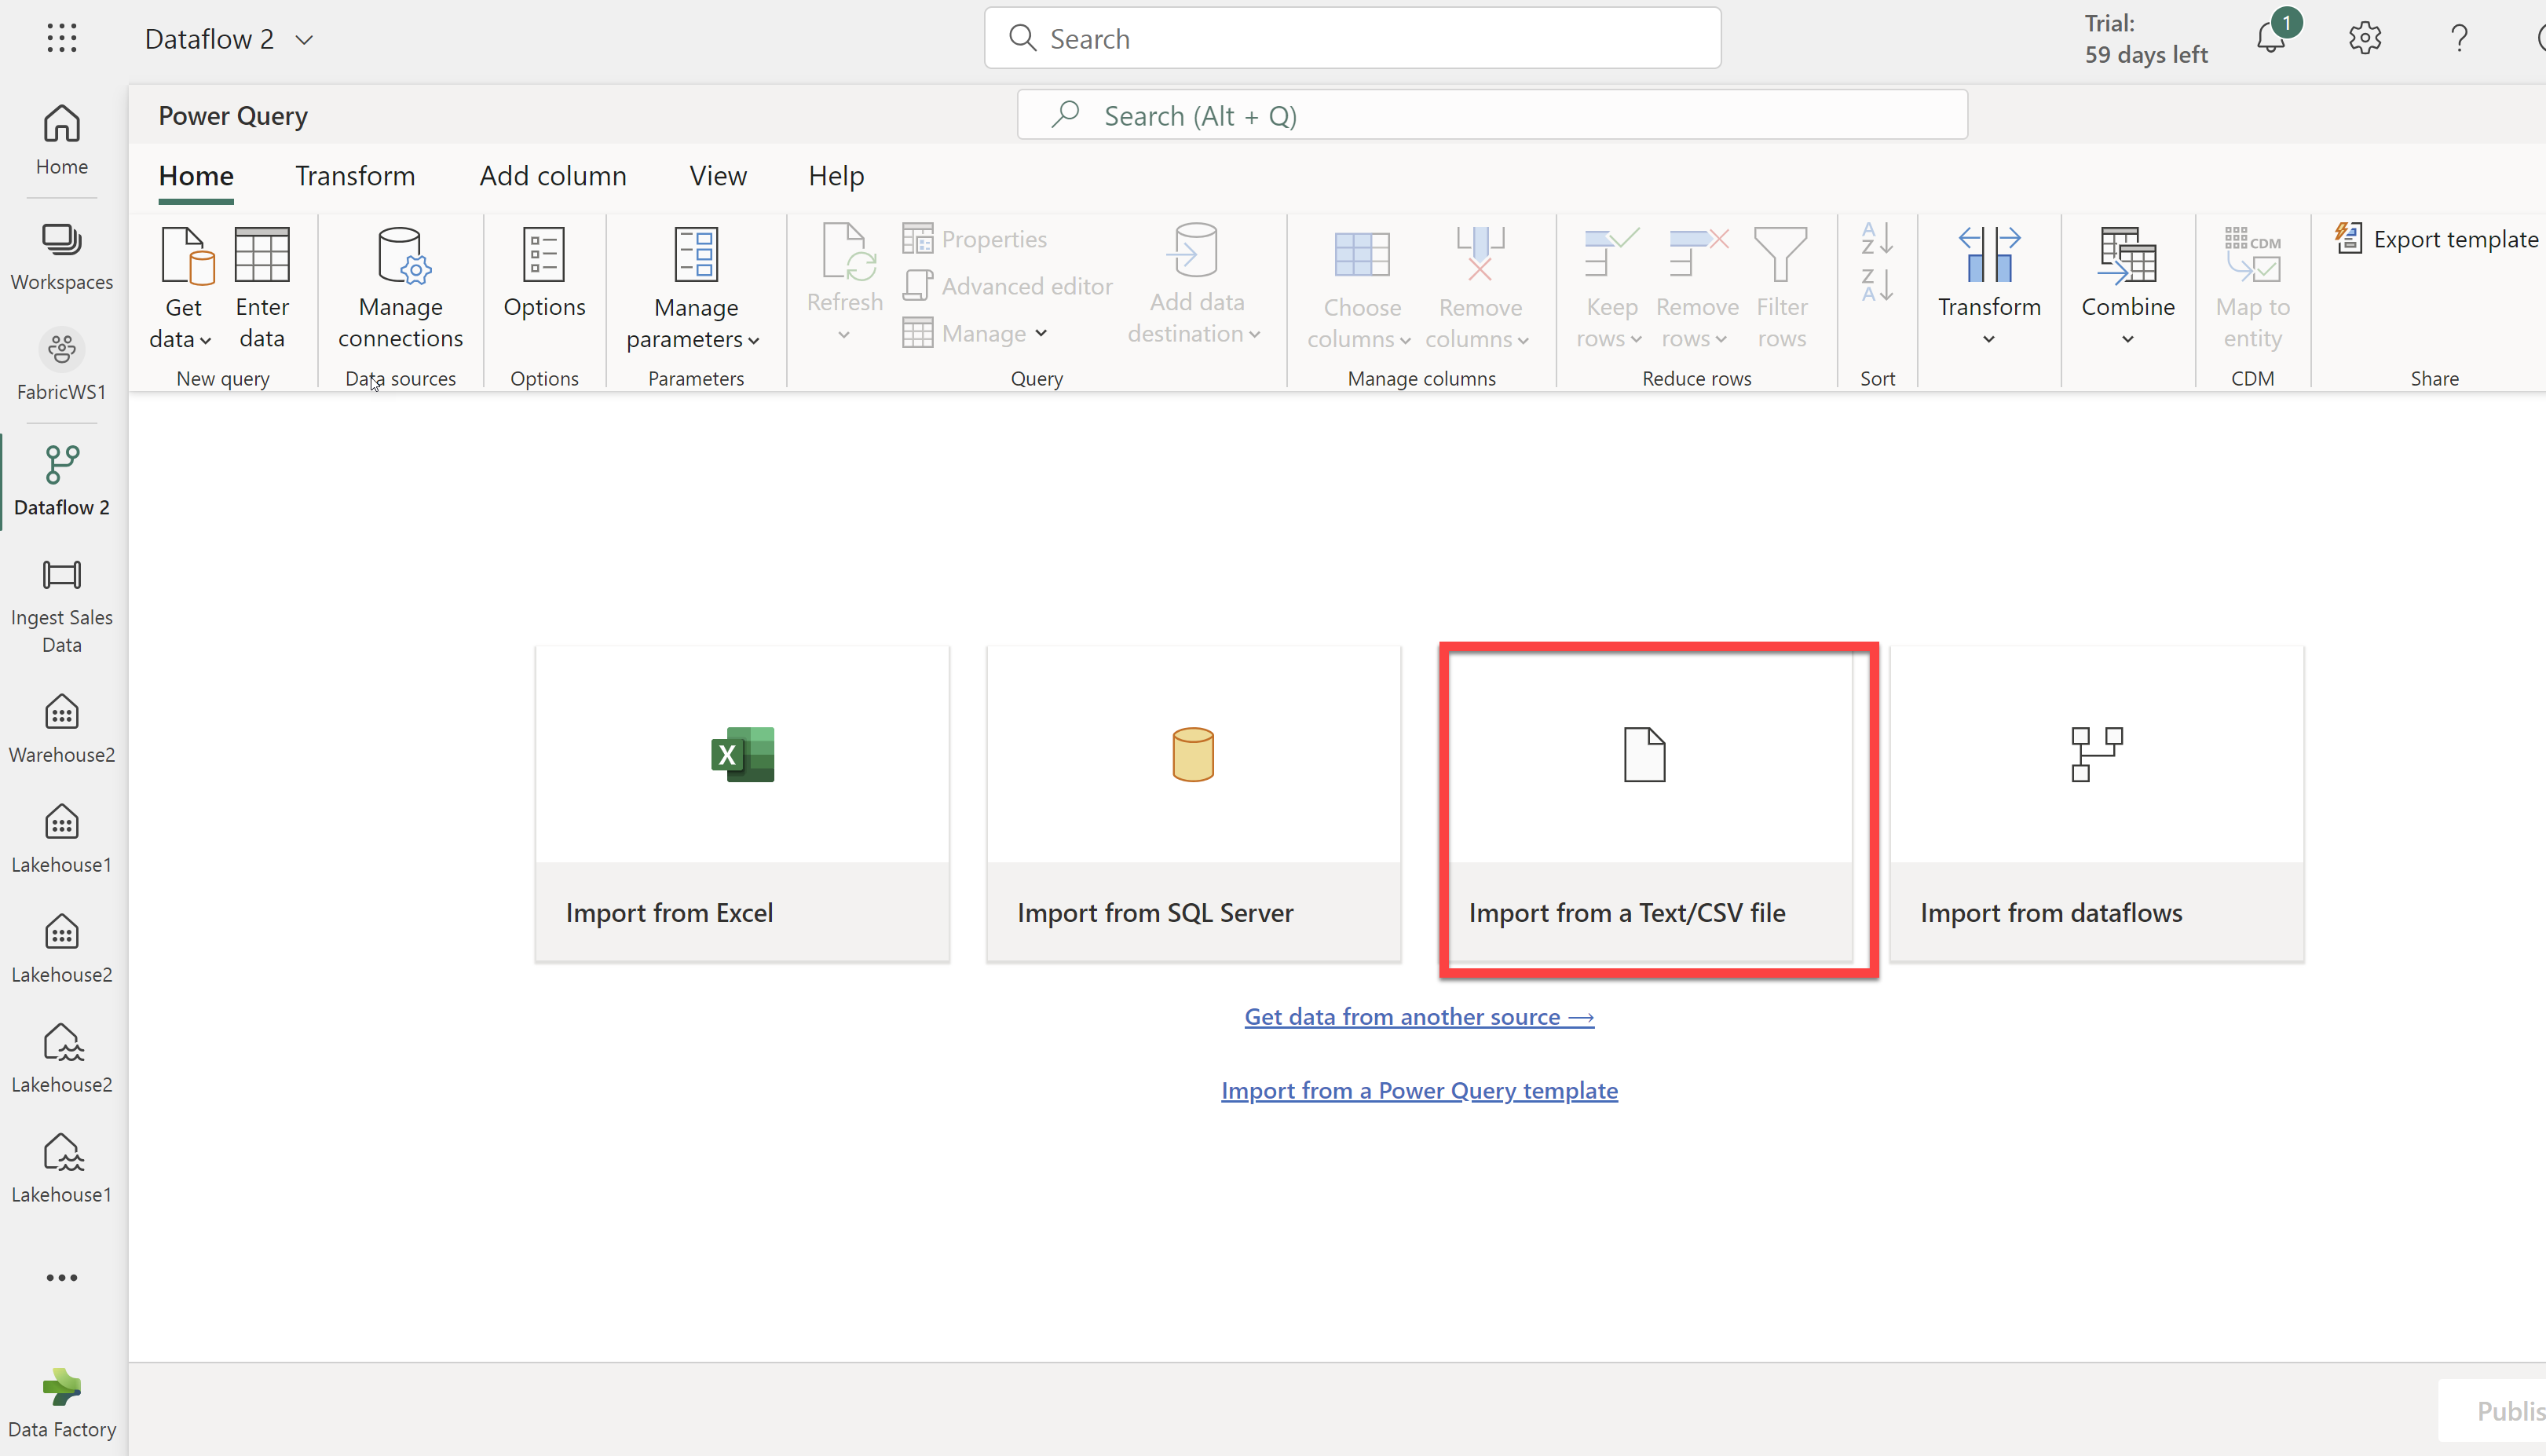 Dataflow 2
Search
Trial:
59 days left
1
Power Query
Search (Alt + Q)
Home
Transform
Add column
View
Help
Get
data
Enter
data
New query
Manage
connections
Data sources
Options
Options
Manage
parameters
Parameters
Refresh
Properties
Advanced editor
Manage
Add data
destination
Query
Choose
columns
Remove
columns
Manage columns
Keep
rows
Remove
rows
Filter
rows
Reduce rows
A
Z
Z
A
Sort
Transform
Combine
CDM
Map to
entity
CDM
Export template
Share
Home
Workspaces
FabricWS1
Dataflow 2
Ingest Sales
Data
Warehouse2
Lakehouse1
Lakehouse2
Lakehouse2
Lakehouse1
Data Factory
X
Import from Excel
Import from SQL Server
Import from a Text/CSV file
Import from dataflows
Get data from another source →
Import from a Power Query template
Publis